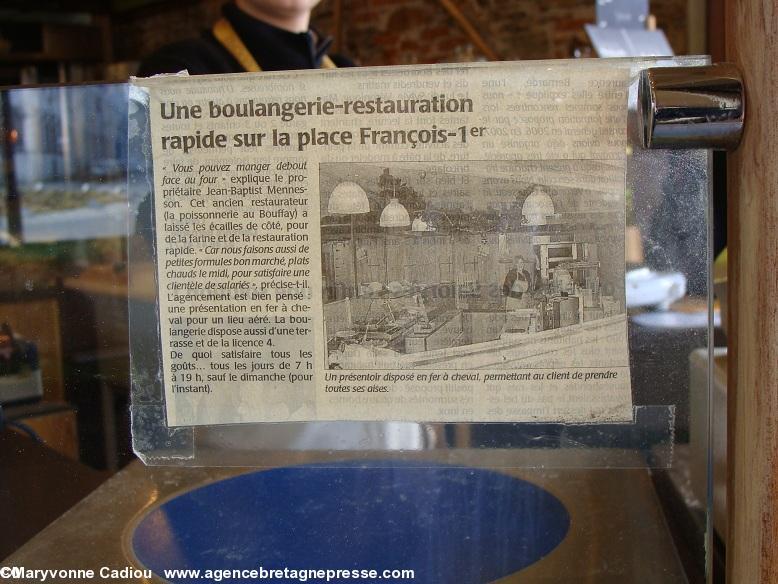 Une boulangerie-restauration
rapide sur la place François-1er
« Vous pouvez manger debout
face au four » explique le pro-
priétaire Jean-Baptist Mennes-
son. Cet ancien restaurateur
(la poissonnerie au Bouffay) a
laissé les écailles de côté, pour
de la farine et de la restauration
rapide. « Car nous faisons aussi de
petites formules bon marché, plats
chauds le midi, pour satisfaire une
clientèle de salariés », précise-t-il.
L'agencement est bien pensé :
une présentation en fer à che-
val pour un lieu aéré. La bou-
langerie dispose aussi d'une ter-
rasse et de la licence 4.
De quoi satisfaire tous les
goûts... tous les jours de 7 h
à 19 h, sauf le dimanche (pour
l'instant).
Un présentoir disposé en fer à cheval, permettant au client de prendre
toutes ses aises.
©Maryvonne Cadiou www.agencebretagnepresse.com